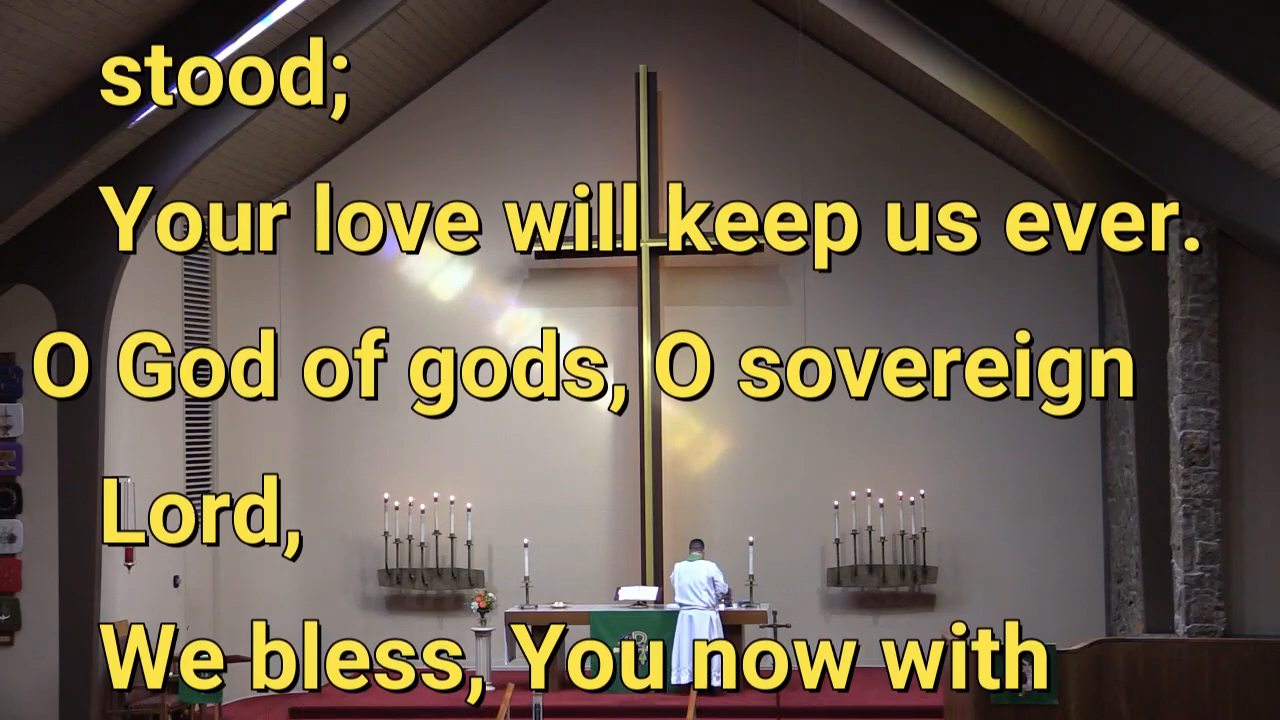 stood;
Your love will keep us ever.
O God of gods, O sovereign
Lord,
We bless, You now with